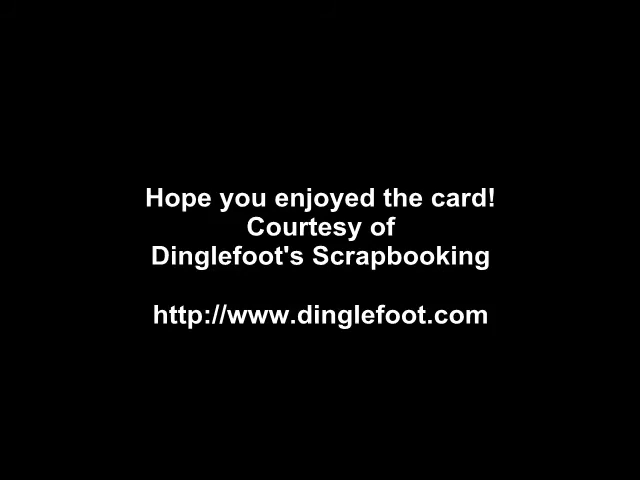 Hope you enjoyed the card!
Courtesy of
Dinglefoot's Scrapbooking
http://www.dinglefoot.com